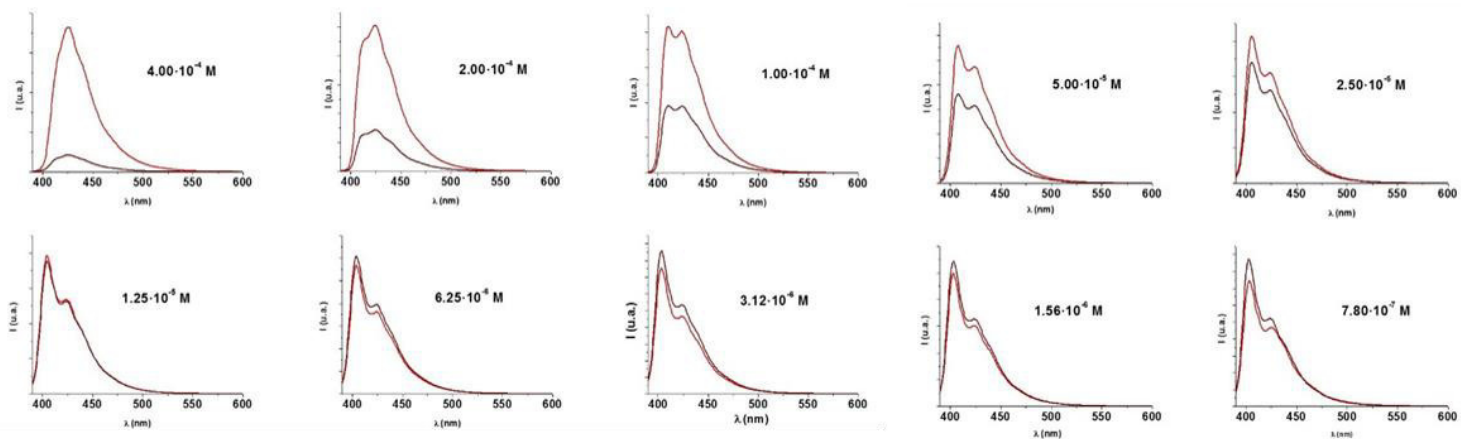 I (u.a.)
4.00·10⁻⁴ M
400 450 500 550 600
λ (nm)
I (u.a.)
2.00·10⁻⁴ M
400 450 500 550 600
λ (nm)
I (u.a.)
1.00·10⁻⁴ M
400 450 500 550 600
λ (nm)
I (u.a.)
5.00·10⁻⁵ M
400 450 500 550 600
λ (nm)
I (u.a.)
2.50·10⁻⁵ M
400 450 500 550 600
λ (nm)
I (u.a.)
1.25·10⁻⁵ M
400 450 500 550 600
λ (nm)
I (u.a.)
6.25·10⁻⁶ M
400 450 500 550 600
λ (nm)
I (u.a.)
3.12·10⁻⁶ M
400 450 500 550 600
λ (nm)
I (u.a.)
1.56·10⁻⁶ M
400 450 500 550 600
λ (nm)
I (u.a.)
7.80·10⁻⁷ M
400 450 500 550 600
λ (nm)